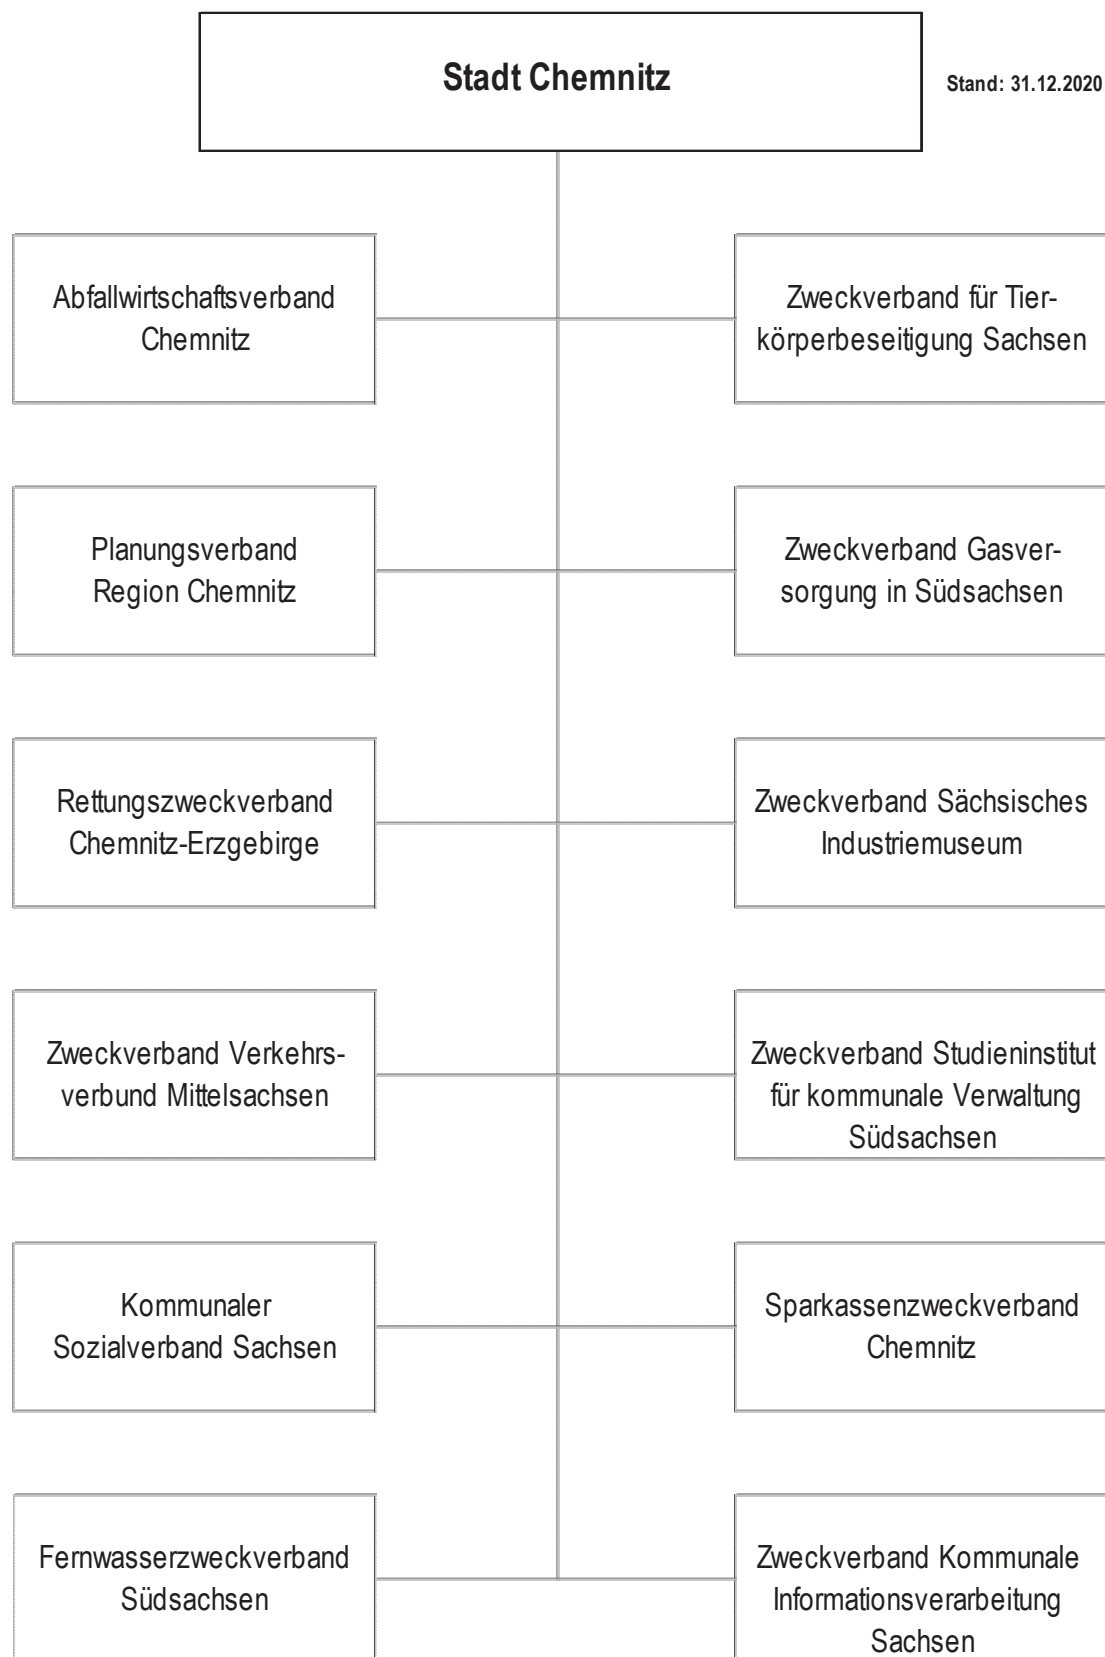 Stadt Chemnitz
Stand: 31.12.2020
Abfallwirtschaftsverband
Chemnitz
Zweckverband für Tier-
körperbeseitigung Sachsen
Planungsverband
Region Chemnitz
Zweckverband Gasver-
sorgung in Südsachsen
Rettungszweckverband
Chemnitz-Erzgebirge
Zweckverband Sächsisches
Industriemuseum
Zweckverband Verkehrs-
verbund Mittelsachsen
Zweckverband Studieninstitut
für kommunale Verwaltung
Südsachsen
Kommunaler
Sozialverband Sachsen
Sparkassenzweckverband
Chemnitz
Fernwasserzweckverband
Südsachsen
Zweckverband Kommunale
Informationsverarbeitung
Sachsen